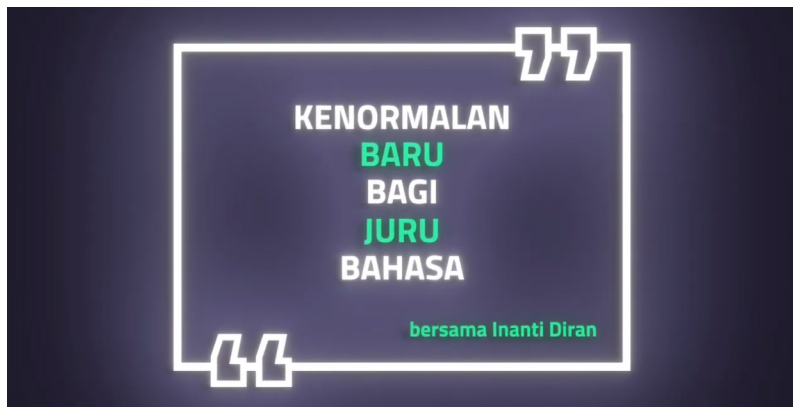 KENORMALAN
BARU
BAGI
JURU
BAHASA
bersama Inanti Diran